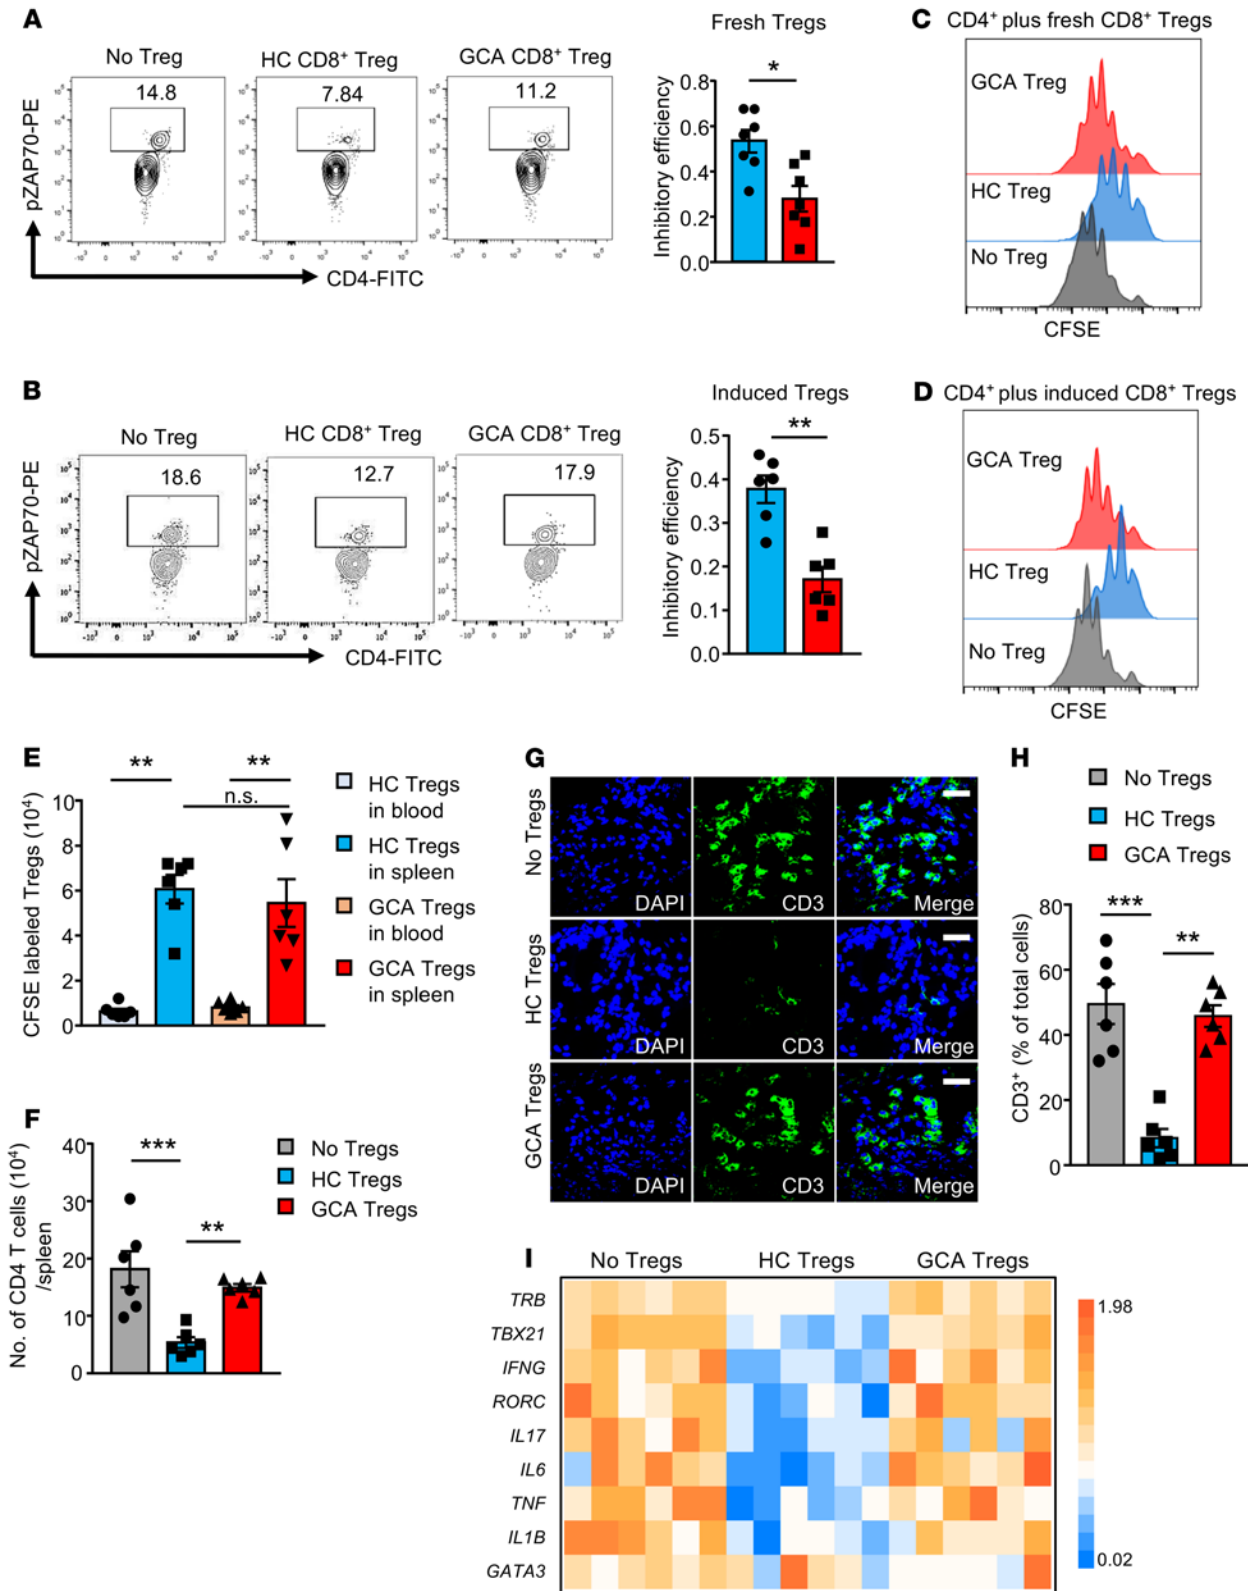 A
No Treg
HC CD8+ Treg
GCA CD8+ Treg
14.8
7.84
11.2
pZAP70-PE
CD4-FITC
Fresh Tregs
*
Inhibitory efficiency
0.8
0.6
0.4
0.2
0.0
C CD4+ plus fresh CD8+ Tregs
GCA Treg
HC Treg
No Treg
CFSE
B
No Treg
HC CD8+ Treg
GCA CD8+ Treg
18.6
12.7
17.9
pZAP70-PE
CD4-FITC
Induced Tregs
**
Inhibitory efficiency
0.5
0.4
0.3
0.2
0.1
0.0
D CD4+ plus induced CD8+ Tregs
GCA Treg
HC Treg
No Treg
CFSE
E
** **
n.s.
CFSE labeled Tregs (10⁴)
10
8
6
4
2
0
HC Tregs
in blood
HC Tregs
in spleen
GCA Tregs
in blood
GCA Tregs
in spleen
F
***
**
No. of CD4 T cells (10⁴)
/spleen
40
30
20
10
0
No Tregs
HC Tregs
GCA Tregs
G
No Tregs
DAPI CD3 Merge
HC Tregs
DAPI CD3 Merge
GCA Tregs
DAPI CD3 Merge
H
No Tregs
HC Tregs
GCA Tregs
***
**
CD3+ (% of total cells)
80
60
40
20
0
I
No Tregs HC Tregs GCA Tregs
TRB
TBX21
IFNG
RORC
IL17
IL6
TNF
IL1B
GATA3
1.98
0.02